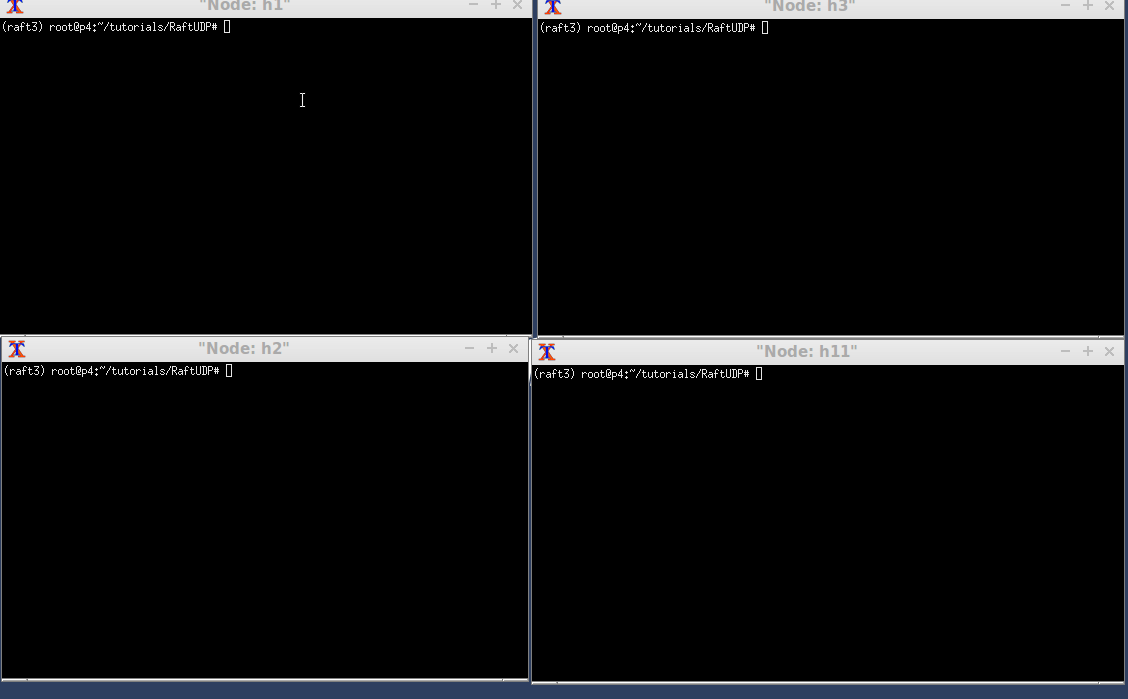 "Node: h1"
(raft3) root@p4:~/tutorials/RaftUDP#
"Node: h3"
(raft3) root@p4:~/tutorials/RaftUDP#
"Node: h2"
(raft3) root@p4:~/tutorials/RaftUDP#
"Node: h11"
(raft3) root@p4:~/tutorials/RaftUDP#